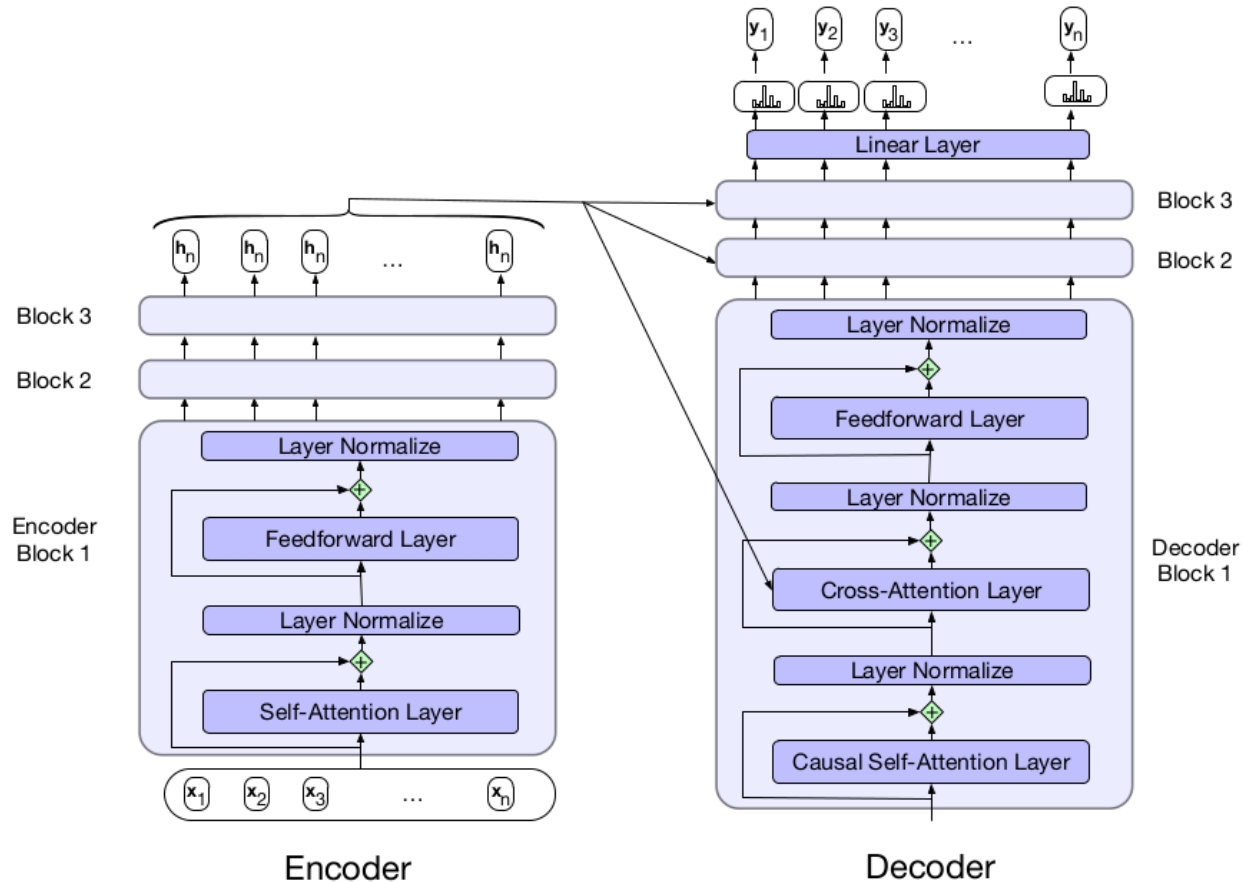 y1 y2 y3 ... yn
Linear Layer
Block 3
Block 2
Layer Normalize
Feedforward Layer
Layer Normalize
Cross-Attention Layer
Layer Normalize
Causal Self-Attention Layer
Decoder
Block 1
Decoder
hn hn hn ... hn
Block 3
Block 2
Layer Normalize
Feedforward Layer
Layer Normalize
Self-Attention Layer
Encoder
Block 1
x1 x2 x3 ... xn
Encoder